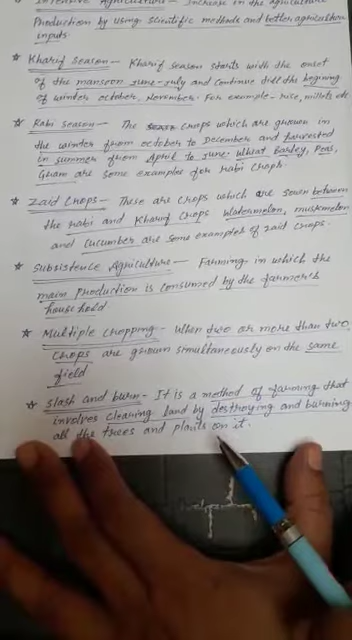 * Intensive Agriculture - Increase in the agriculture
Production by using scientific methods and better agriculture
inputs.
* Kharif season - Kharif season starts with the onset
of the monsoon June-July and continue till the begining
of winter october, November. For example - rice, millets etc.
* Rabi season - The crops which are grown in
the winter from october to December and harvested
in summer from April to June. Wheat Barley, Peas,
Gram are some examples for rabi crops.
* Zaid crops - These are crops which are sown between
the rabi and Kharif crops Watermelon, muskmelon
and cucumber are some examples of zaid crops.
* Subsistence Agriculture - Farming in which the
main production is consumed by the farmer's
household
* Multiple cropping - When two or more than two
crops are grown simultaneously on the same
field
* Slash and burn - It is a method of farming that
involves clearing land by destroying and burning
all the trees and plants on it.